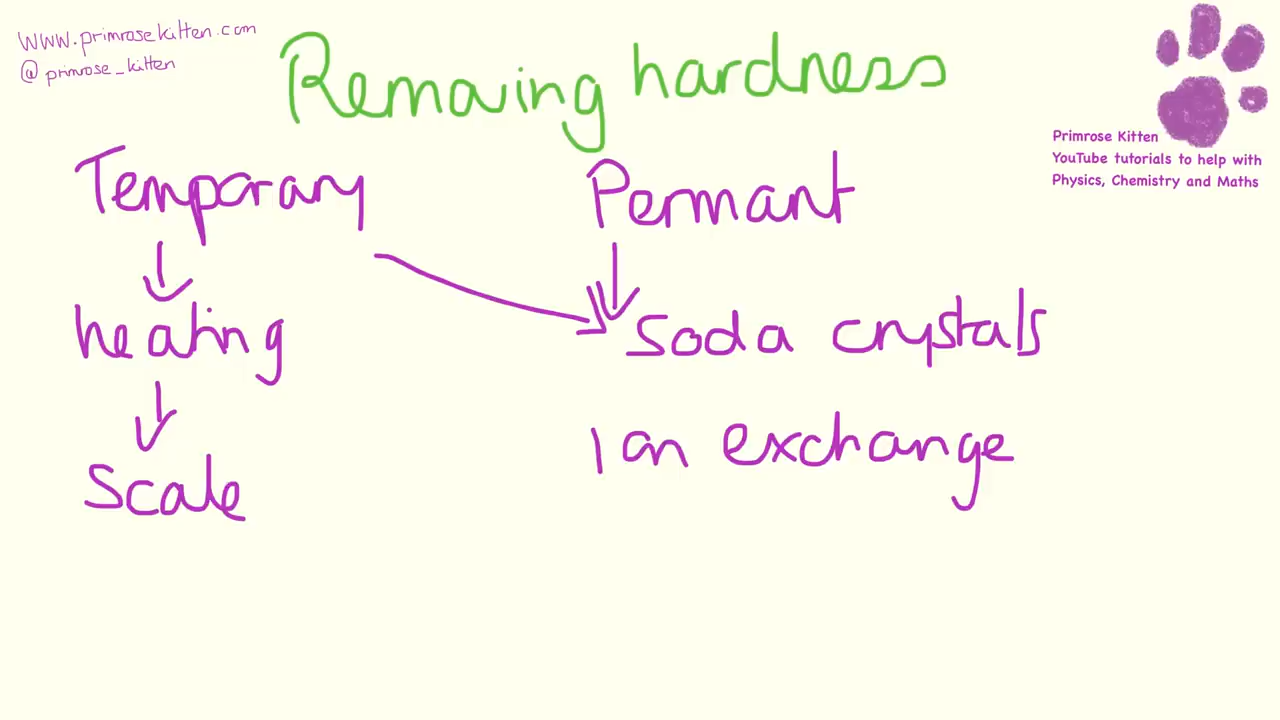 www.primrosekitten.com
@primrose_kitten
Removing hardness
Primrose Kitten
YouTube tutorials to help with
Physics, Chemistry and Maths
Temporary
Permant
heating
Soda crystals
Scale
Ion exchange